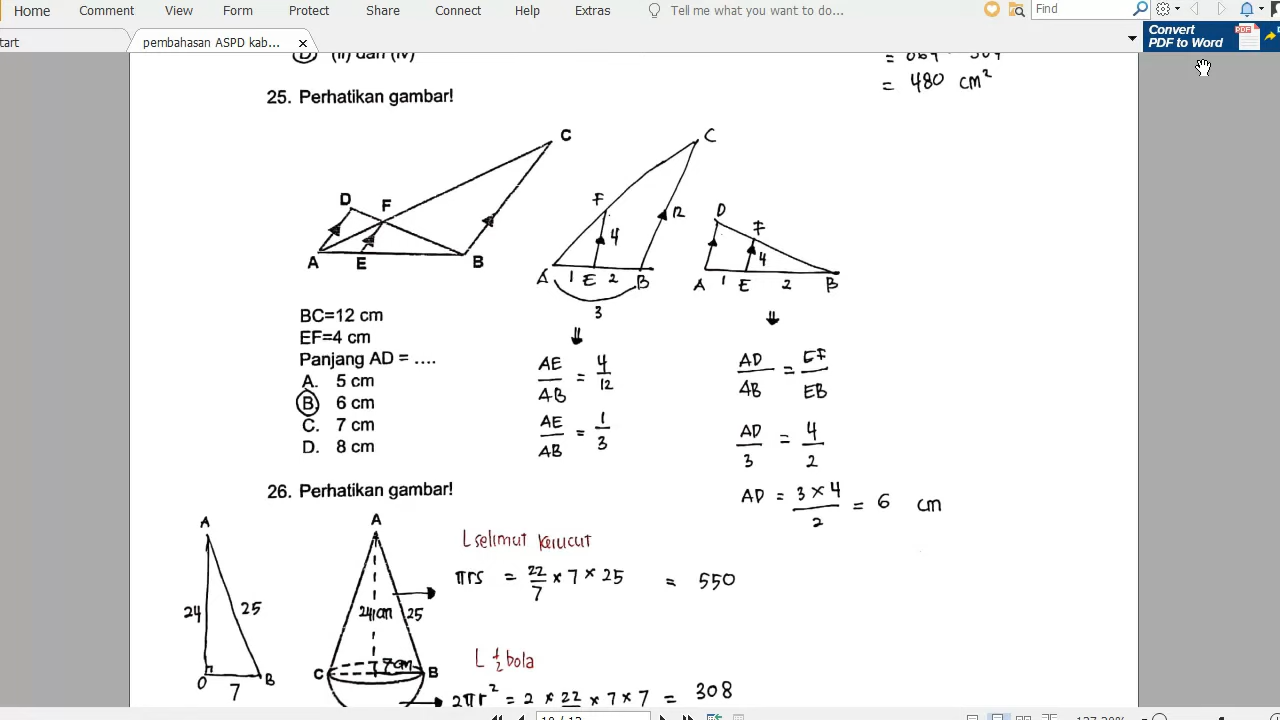 Home Comment View Form Protect Share Connect Help Extras Tell me what you want to do... Find
Convert
PDF to Word
PDF
tart
pembahasan ASPD kab... ×
D (ii) dan (iv)
= 480 cm²
25. Perhatikan gambar!
C
D F
A E B
C
F
4
12
A 1 E 2 B
3
D
F
4
A 1 E 2 B
BC=12 cm
EF=4 cm
Panjang AD = ....
A. 5 cm
B. 6 cm
C. 7 cm
D. 8 cm
AE/AB = 4/12
AE/AB = 1/3
AD/AB = EF/EB
AD/3 = 4/2
AD = 3 × 4/2 = 6 cm
26. Perhatikan gambar!
A
24 25
O 7 B
A
24 cm 25
7 cm
C B
L selimut kerucut
πrs = 22/7 × 7 × 25 = 550
L ½ bola
2πr² = 2 × 22 × 7 × 7 = 308